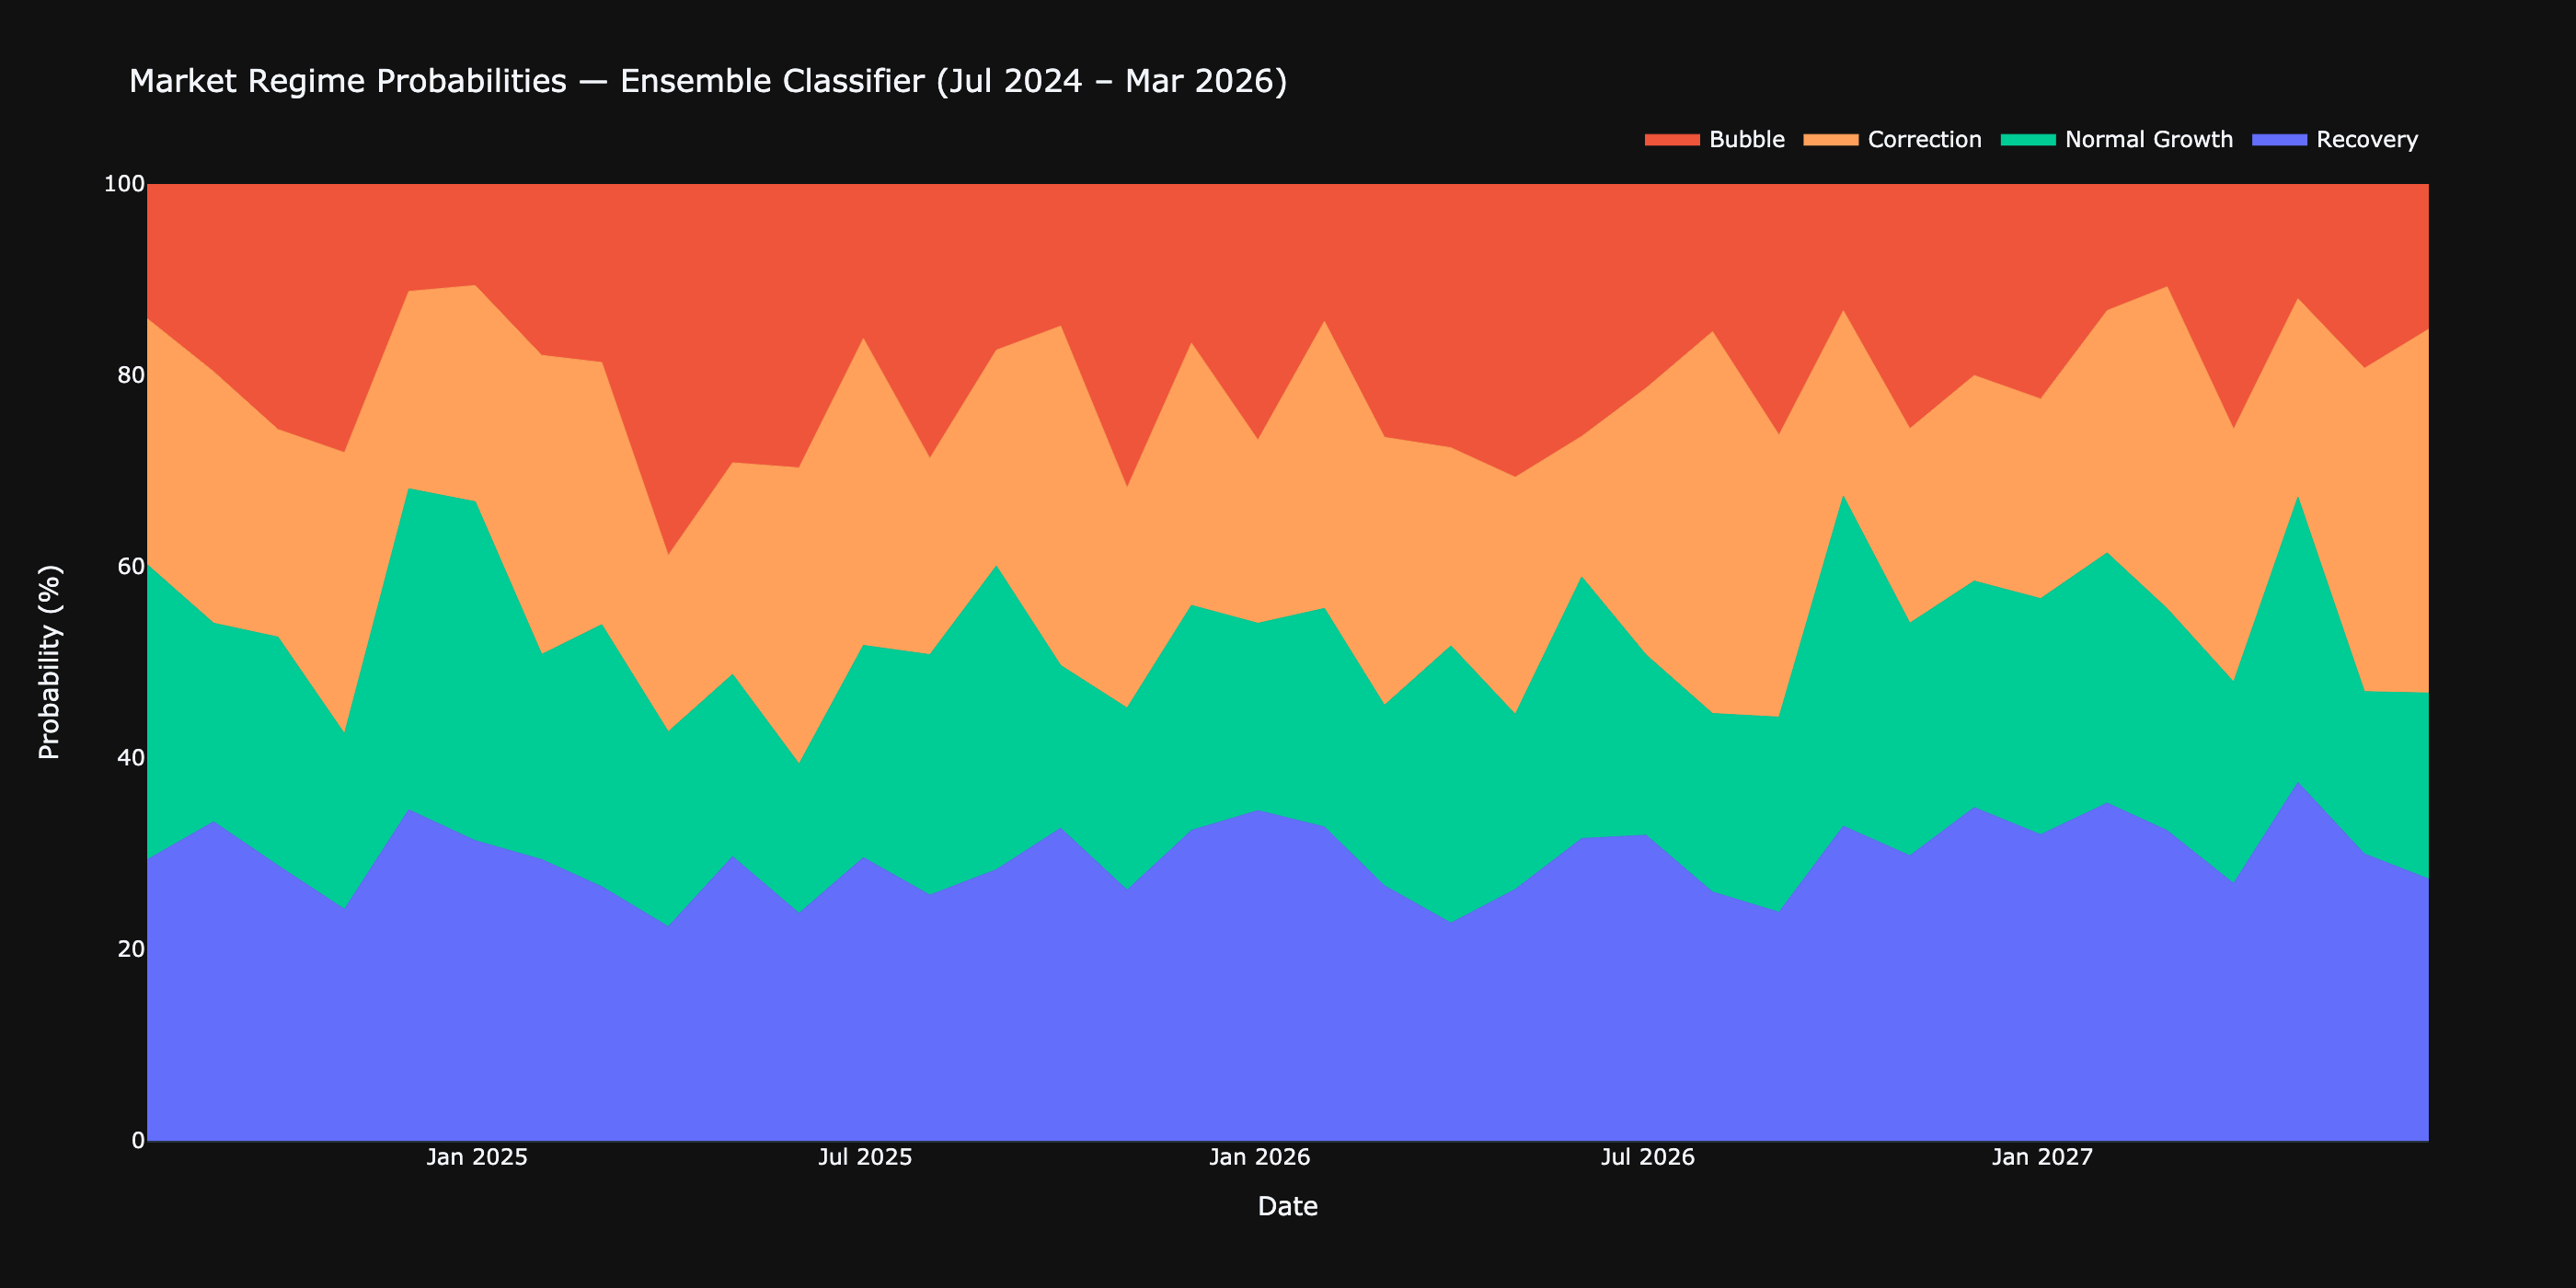 Market Regime Probabilities — Ensemble Classifier (Jul 2024 – Mar 2026)
Bubble Correction Normal Growth Recovery
100
80
60
40
20
0
Probability (%)
Jan 2025 Jul 2025 Jan 2026 Jul 2026 Jan 2027
Date